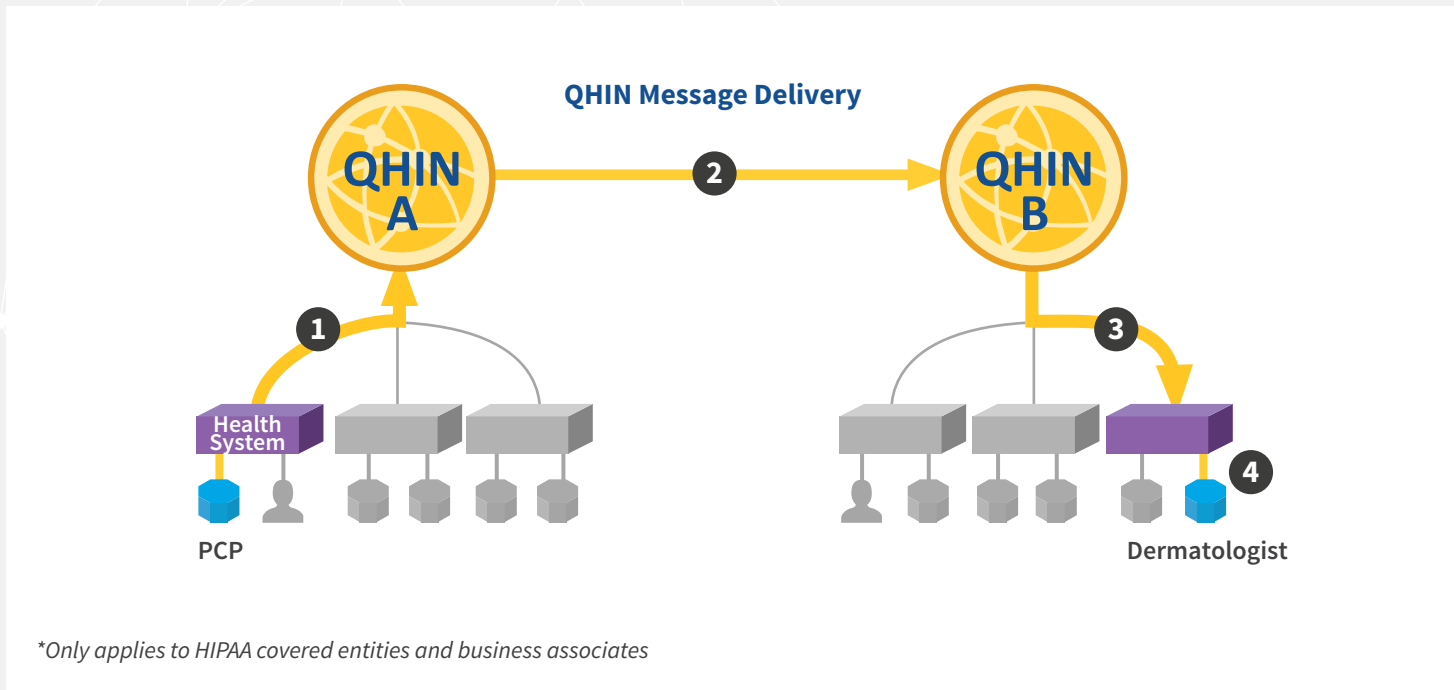 QHIN Message Delivery
QHIN
A
2
QHIN
B
1
3
Health
System
4
PCP
Dermatologist
*Only applies to HIPAA covered entities and business associates